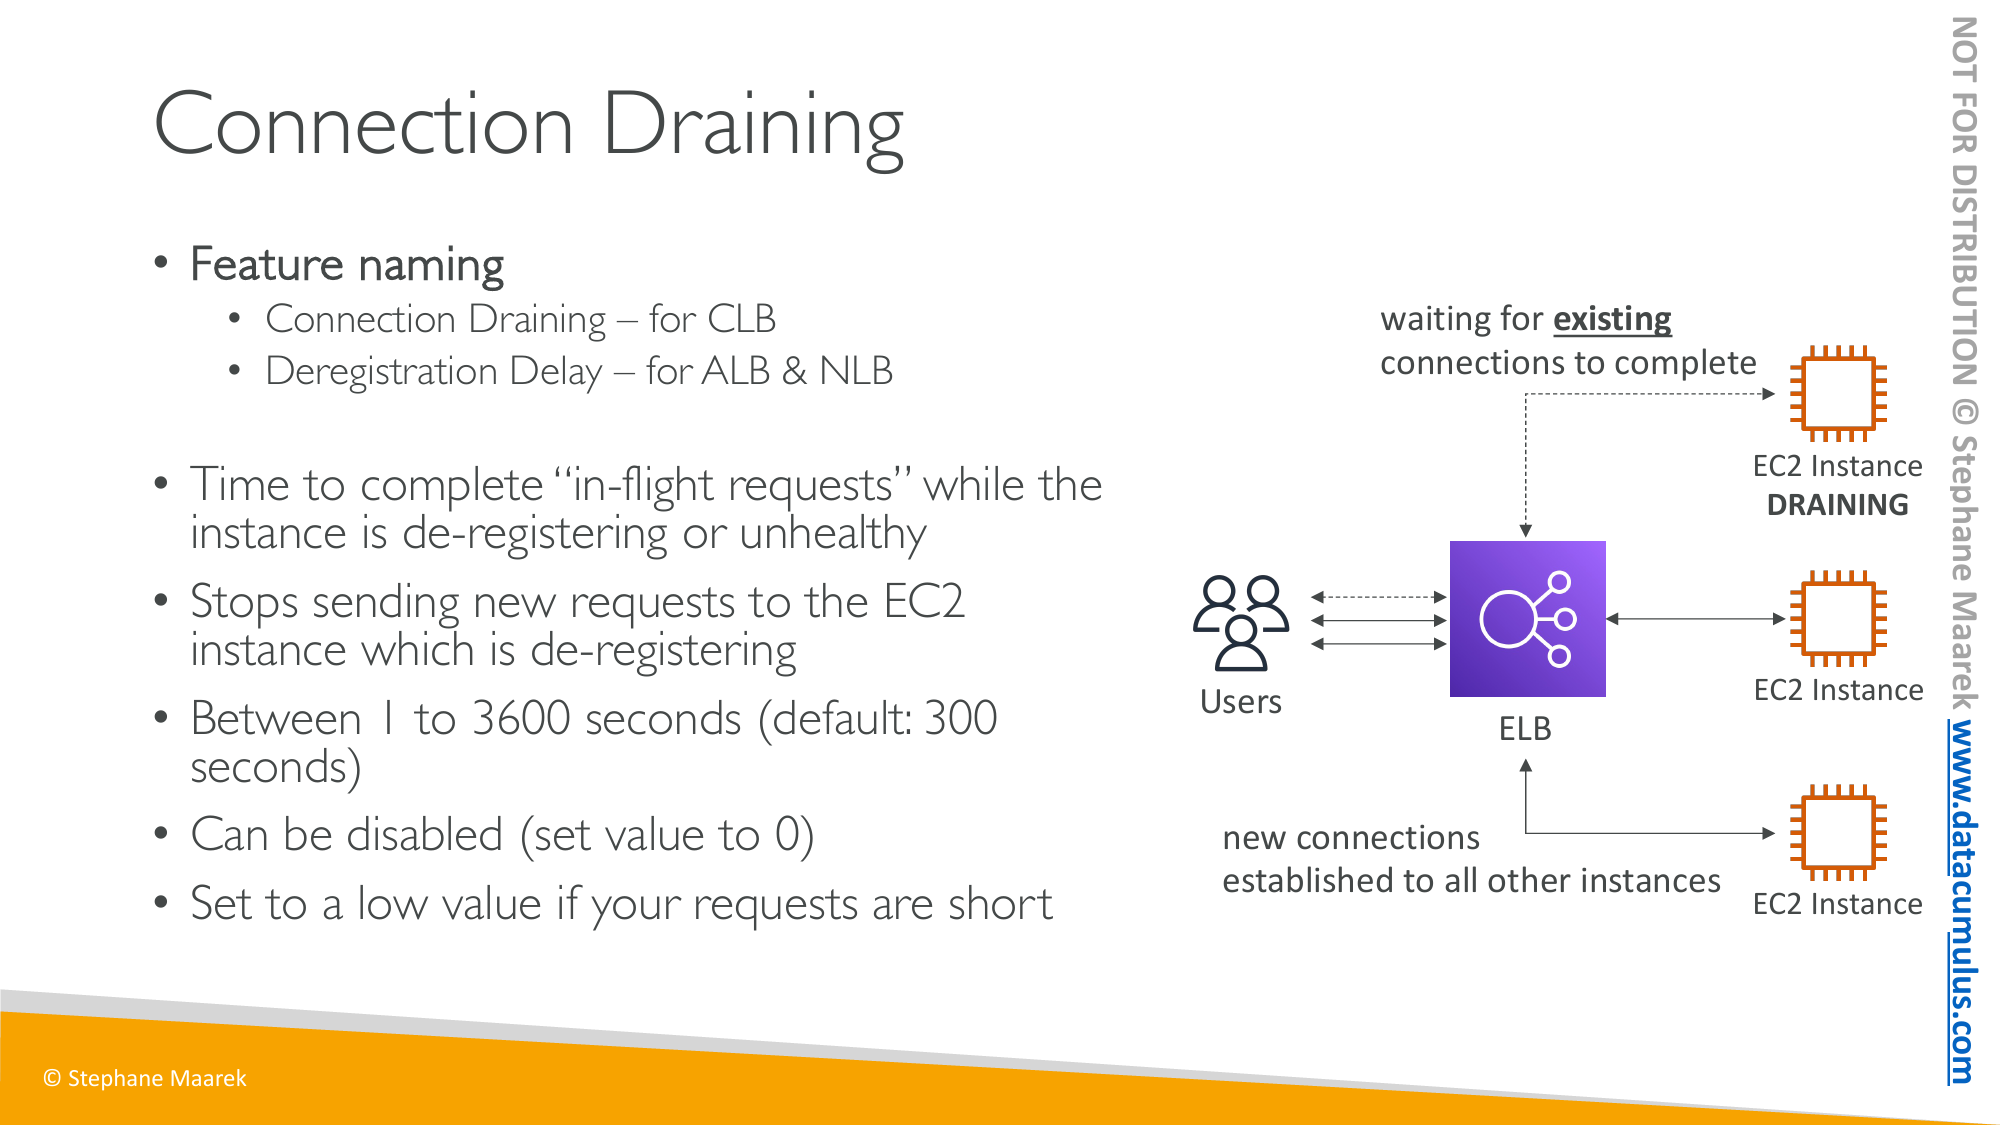 Connection Draining
• Feature naming
• Connection Draining – for CLB
• Deregistration Delay – for ALB & NLB
• Time to complete “in-flight requests” while the
instance is de-registering or unhealthy
• Stops sending new requests to the EC2
instance which is de-registering
• Between 1 to 3600 seconds (default: 300
seconds)
• Can be disabled (set value to 0)
• Set to a low value if your requests are short
waiting for existing
connections to complete
EC2 Instance
DRAINING
Users
ELB
EC2 Instance
new connections
established to all other instances
EC2 Instance
© Stephane Maarek
NOT FOR DISTRIBUTION © Stephane Maarek www.datacumulus.com